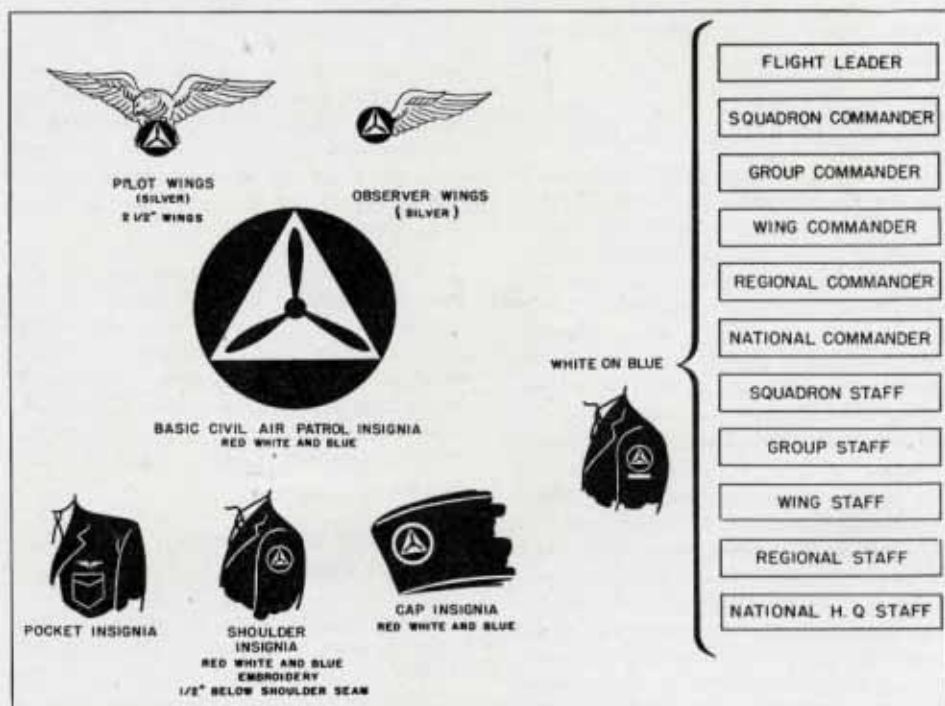 PILOT WINGS
(SILVER)
2 1/2" WINGS
OBSERVER WINGS
( SILVER )
BASIC CIVIL AIR PATROL INSIGNIA
RED WHITE AND BLUE
POCKET INSIGNIA
SHOULDER
INSIGNIA
RED WHITE AND BLUE
EMBROIDERY
1/2" BELOW SHOULDER SEAM
CAP INSIGNIA
RED WHITE AND BLUE
WHITE ON BLUE
FLIGHT LEADER
SQUADRON COMMANDER
GROUP COMMANDER
WING COMMANDER
REGIONAL COMMANDER
NATIONAL COMMANDER
SQUADRON STAFF
GROUP STAFF
WING STAFF
REGIONAL STAFF
NATIONAL H. Q STAFF